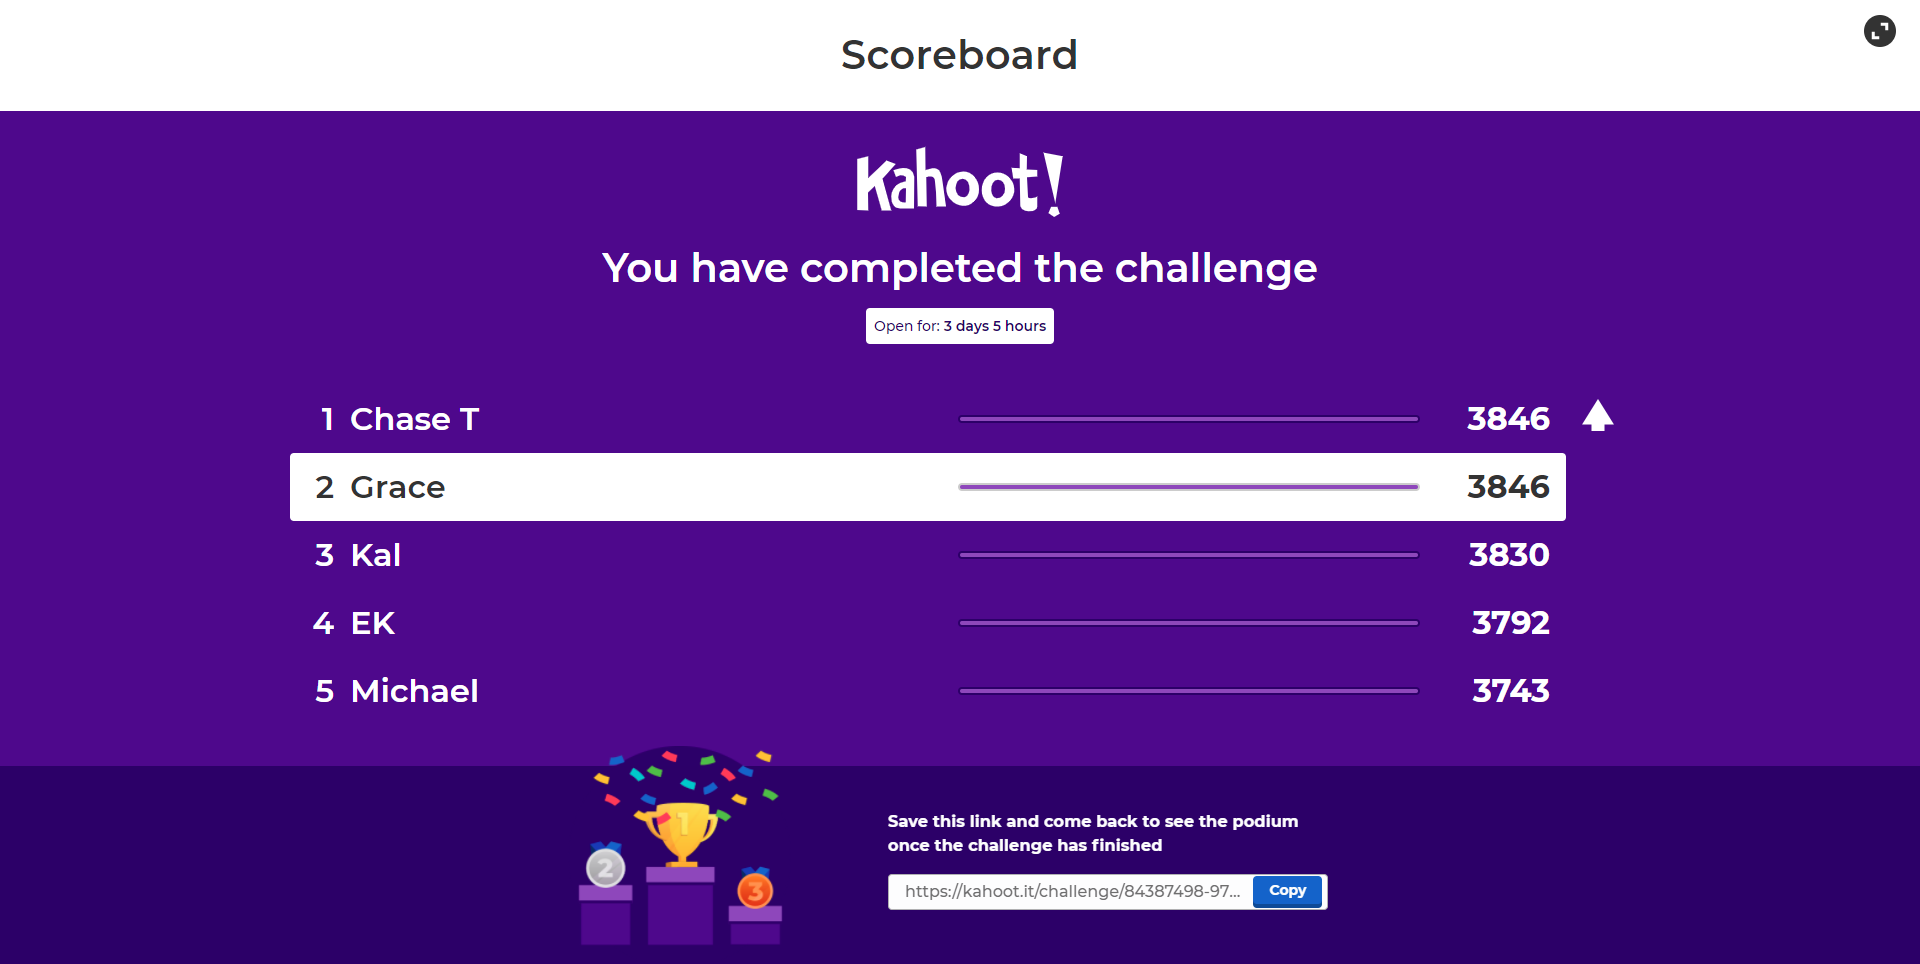 Scoreboard
Kahoot!
You have completed the challenge
Open for: 3 days 5 hours
1 Chase T 3846
2 Grace 3846
3 Kal 3830
4 EK 3792
5 Michael 3743
1
2
3
Save this link and come back to see the podium
once the challenge has finished
https://kahoot.it/challenge/84387498-97... Copy